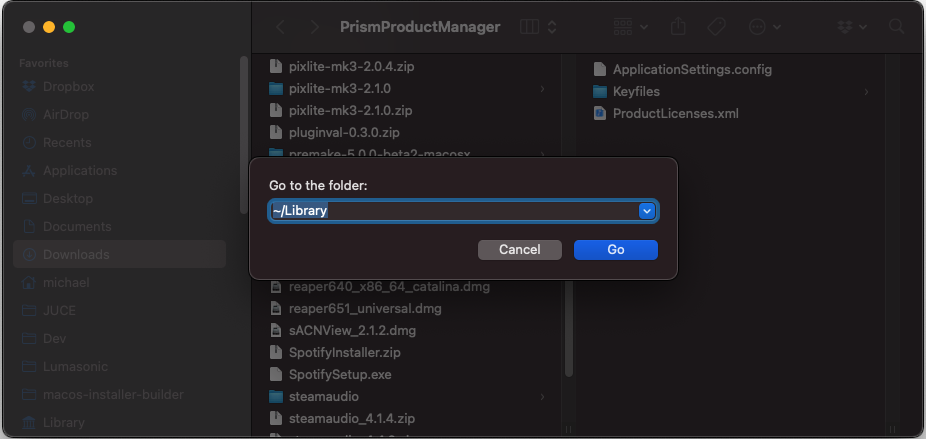 PrismProductManager
Favorites
Dropbox
AirDrop
Recents
Applications
Desktop
Documents
Downloads
michael
JUCE
Dev
Lumasonic
macos-installer-builder
Library
pixlite-mk3-2.0.4.zip
pixlite-mk3-2.1.0
pixlite-mk3-2.1.0.zip
pluginval-0.3.0.zip
premake-5.0.0-beta2-macosx
ApplicationSettings.config
Keyfiles
ProductLicenses.xml
Go to the folder:
~/Library
Cancel
Go
reaper640_x86_64_catalina.dmg
reaper651_universal.dmg
sACNView_2.1.2.dmg
SpotifyInstaller.zip
SpotifySetup.exe
steamaudio
steamaudio_4.1.4.zip